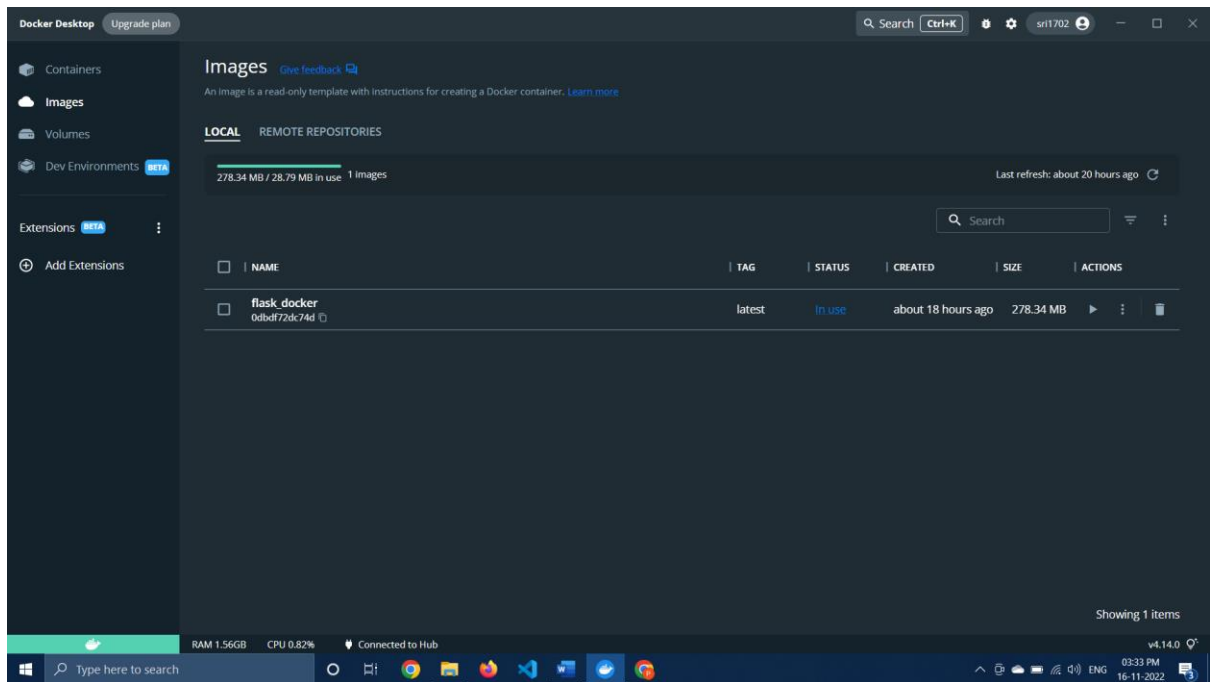 Docker Desktop Upgrade plan Search Ctrl+K sri1702
Containers
Images
Volumes
Dev Environments BETA
Extensions BETA
Add Extensions
Images Give feedback
An image is a read-only template with instructions for creating a Docker container. Learn more
LOCAL REMOTE REPOSITORIES
278.34 MB / 28.79 MB in use 1 images Last refresh: about 20 hours ago
Search
NAME TAG STATUS CREATED SIZE ACTIONS
flask_docker latest In use about 18 hours ago 278.34 MB
0dbdf72dc74d
Showing 1 items
RAM 1.56GB CPU 0.82% Connected to Hub v4.14.0
Type here to search ENG 03:33 PM
16-11-2022 3